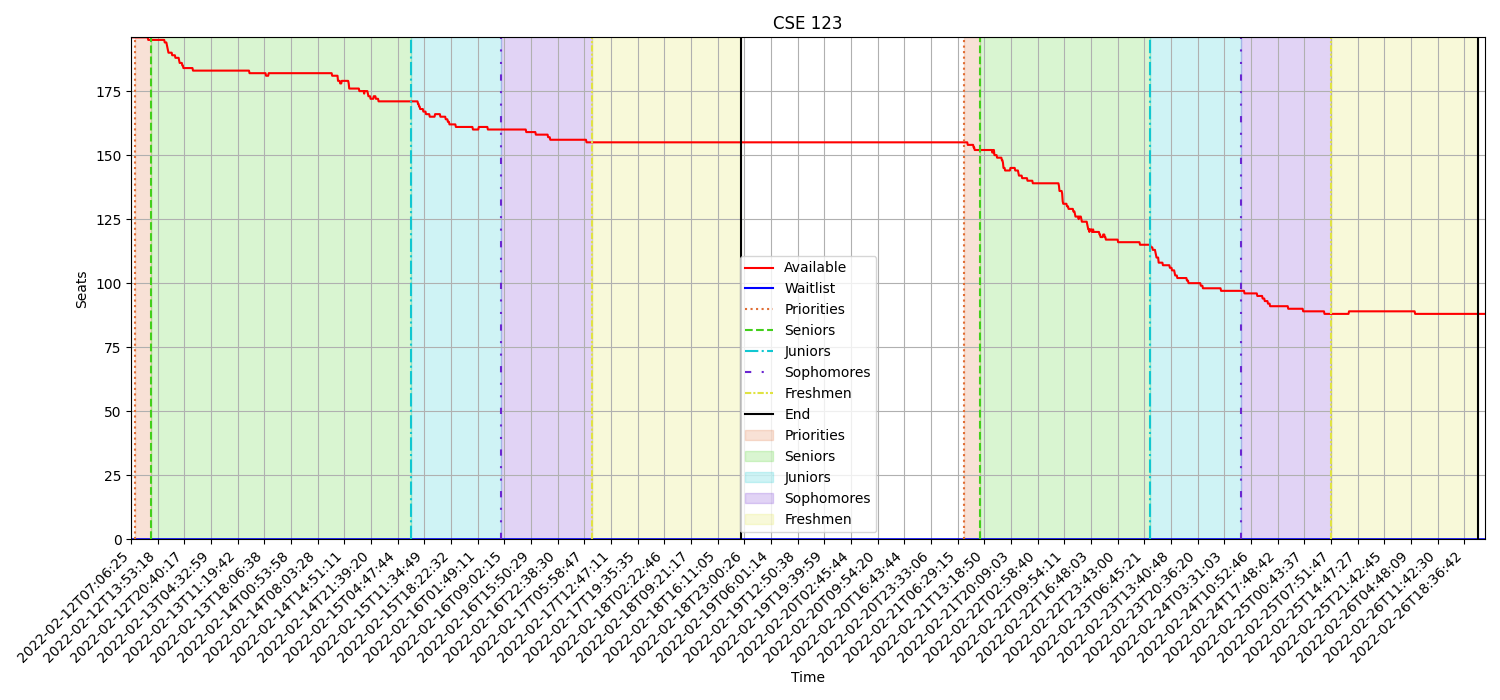 CSE 123
Seats
175
150
125
100
75
50
25
0
Available
Waitlist
Priorities
Seniors
Juniors
Sophomores
Freshmen
End
Priorities
Seniors
Juniors
Sophomores
Freshmen
2022-02-12T07:06:25
2022-02-12T13:53:18
2022-02-12T20:40:17
2022-02-13T04:32:59
2022-02-13T11:19:42
2022-02-13T18:06:38
2022-02-14T00:53:58
2022-02-14T08:03:28
2022-02-14T14:51:11
2022-02-14T21:39:20
2022-02-15T04:47:44
2022-02-15T11:34:49
2022-02-15T18:22:32
2022-02-16T01:49:11
2022-02-16T09:02:15
2022-02-16T15:50:29
2022-02-16T22:38:30
2022-02-17T05:58:47
2022-02-17T12:47:11
2022-02-17T19:35:35
2022-02-18T02:22:46
2022-02-18T09:21:17
2022-02-18T16:11:05
2022-02-18T23:00:26
2022-02-19T06:01:14
2022-02-19T12:50:38
2022-02-19T19:39:59
2022-02-20T02:45:44
2022-02-20T09:54:20
2022-02-20T16:43:44
2022-02-20T23:33:06
2022-02-21T06:29:15
2022-02-21T13:18:50
2022-02-21T20:09:03
2022-02-22T02:58:40
2022-02-22T09:54:11
2022-02-22T16:48:03
2022-02-22T23:43:00
2022-02-23T06:45:21
2022-02-23T13:40:48
2022-02-23T20:36:20
2022-02-24T03:31:03
2022-02-24T10:52:46
2022-02-24T17:48:42
2022-02-25T00:43:37
2022-02-25T07:51:47
2022-02-25T14:47:27
2022-02-25T21:42:45
2022-02-26T04:48:09
2022-02-26T11:42:30
2022-02-26T18:36:42
Time